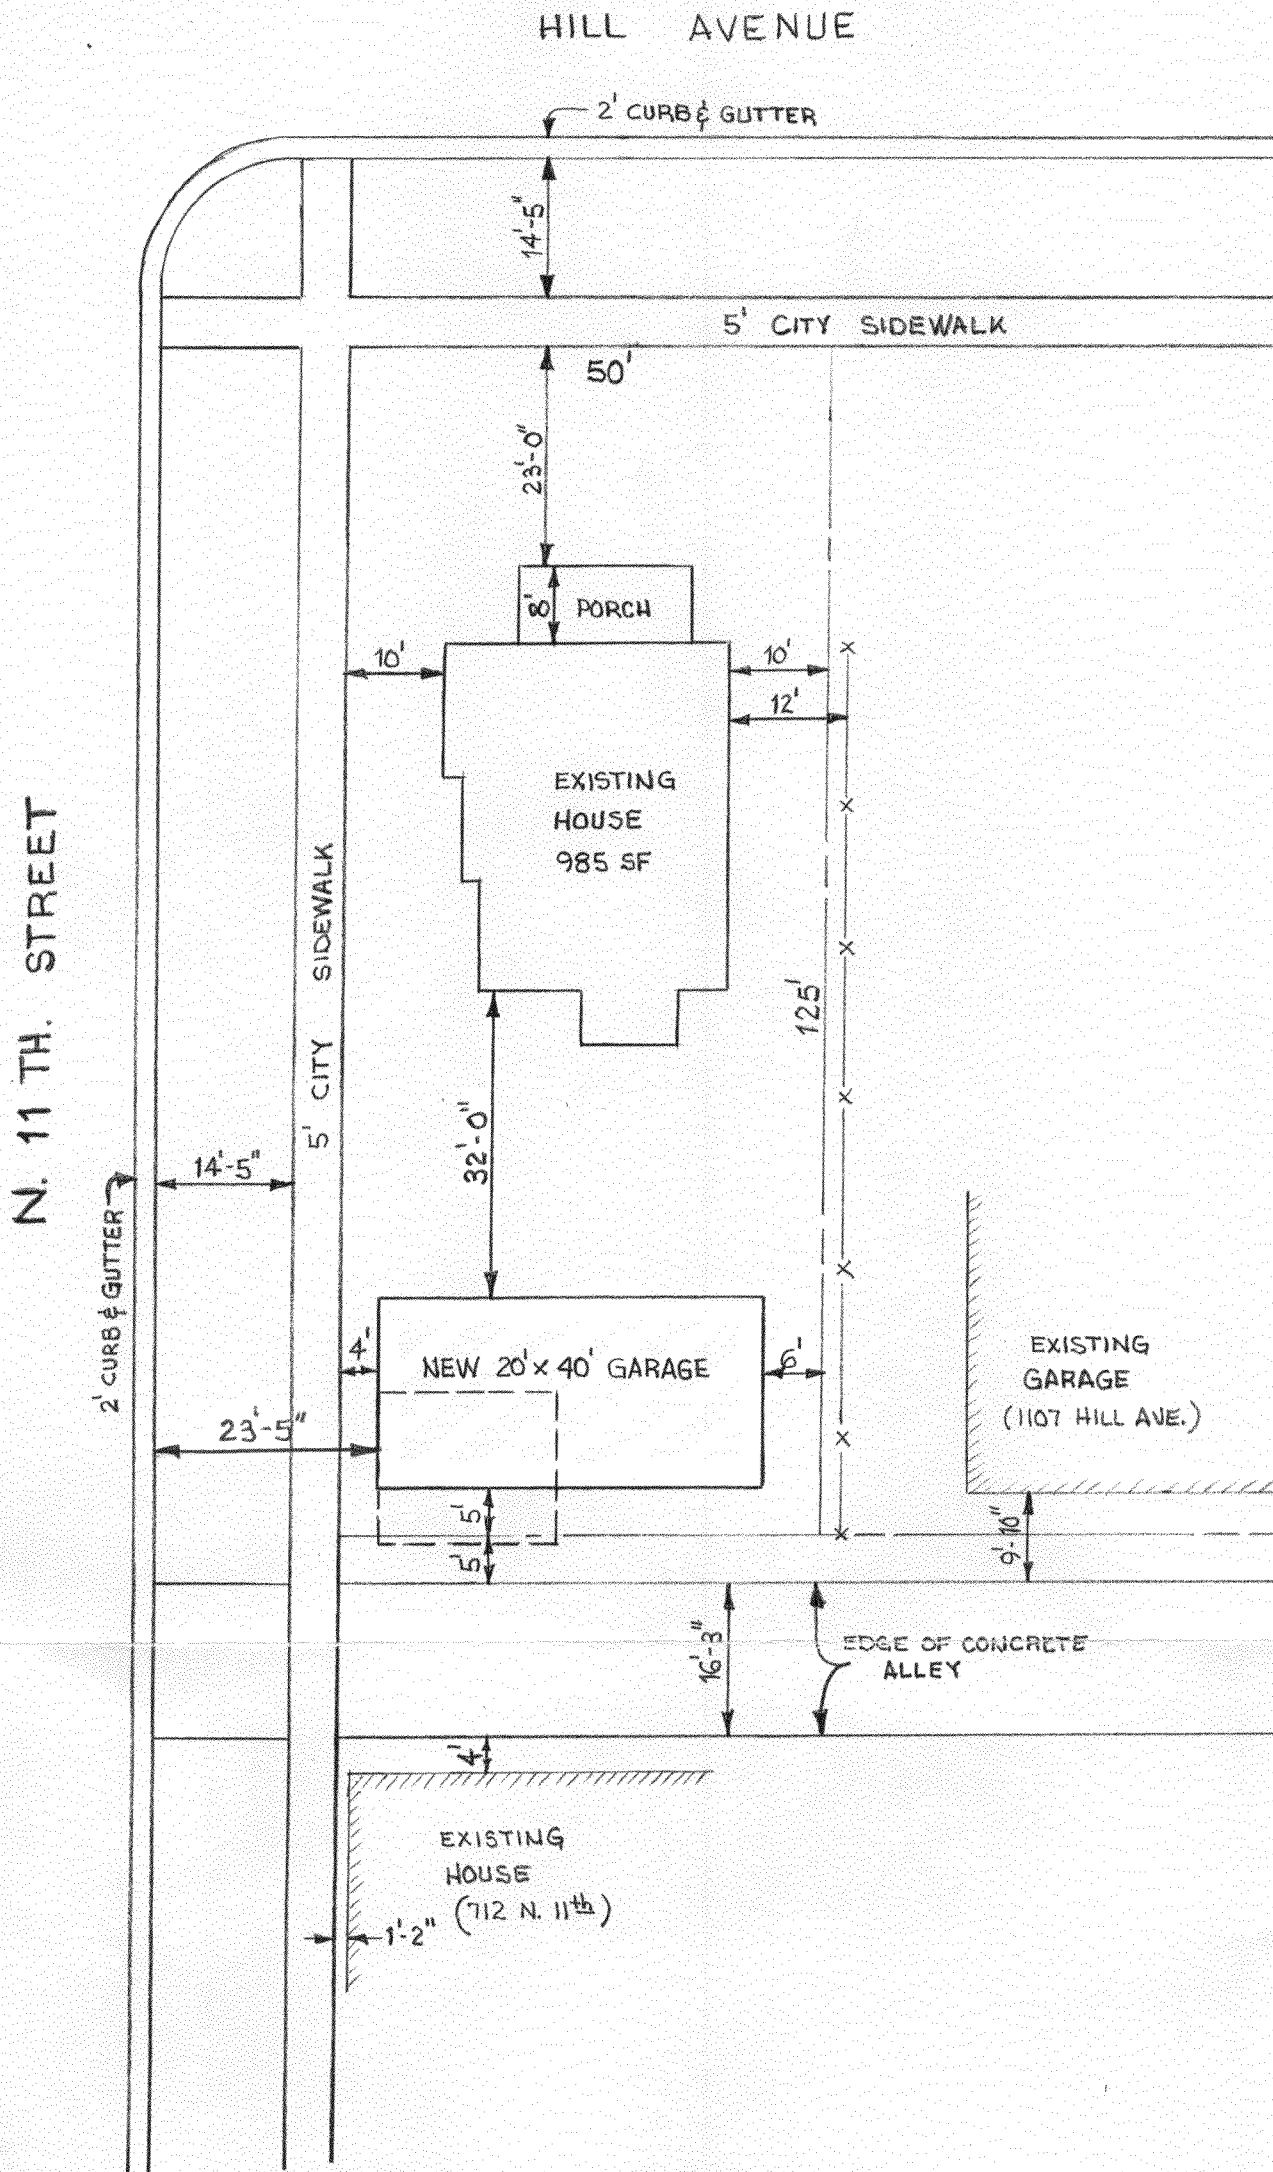 HILL AVENUE
2' CURB & GUTTER
14'-5"
5' CITY SIDEWALK
50'
23'-0"
8'
PORCH
10'
10'
12'
EXISTING
HOUSE
985 SF
N. 11 TH. STREET
5' CITY SIDEWALK
125'
32'-0"
14'-5"
2' CURB & GUTTER
4'
NEW 20' x 40' GARAGE
6'
EXISTING
GARAGE
(1107 HILL AVE.)
23'-5"
5'
5'
9'-10"
16'-3"
EDGE OF CONCRETE
ALLEY
4'
EXISTING
HOUSE
(712 N. 11th)
1'-2"